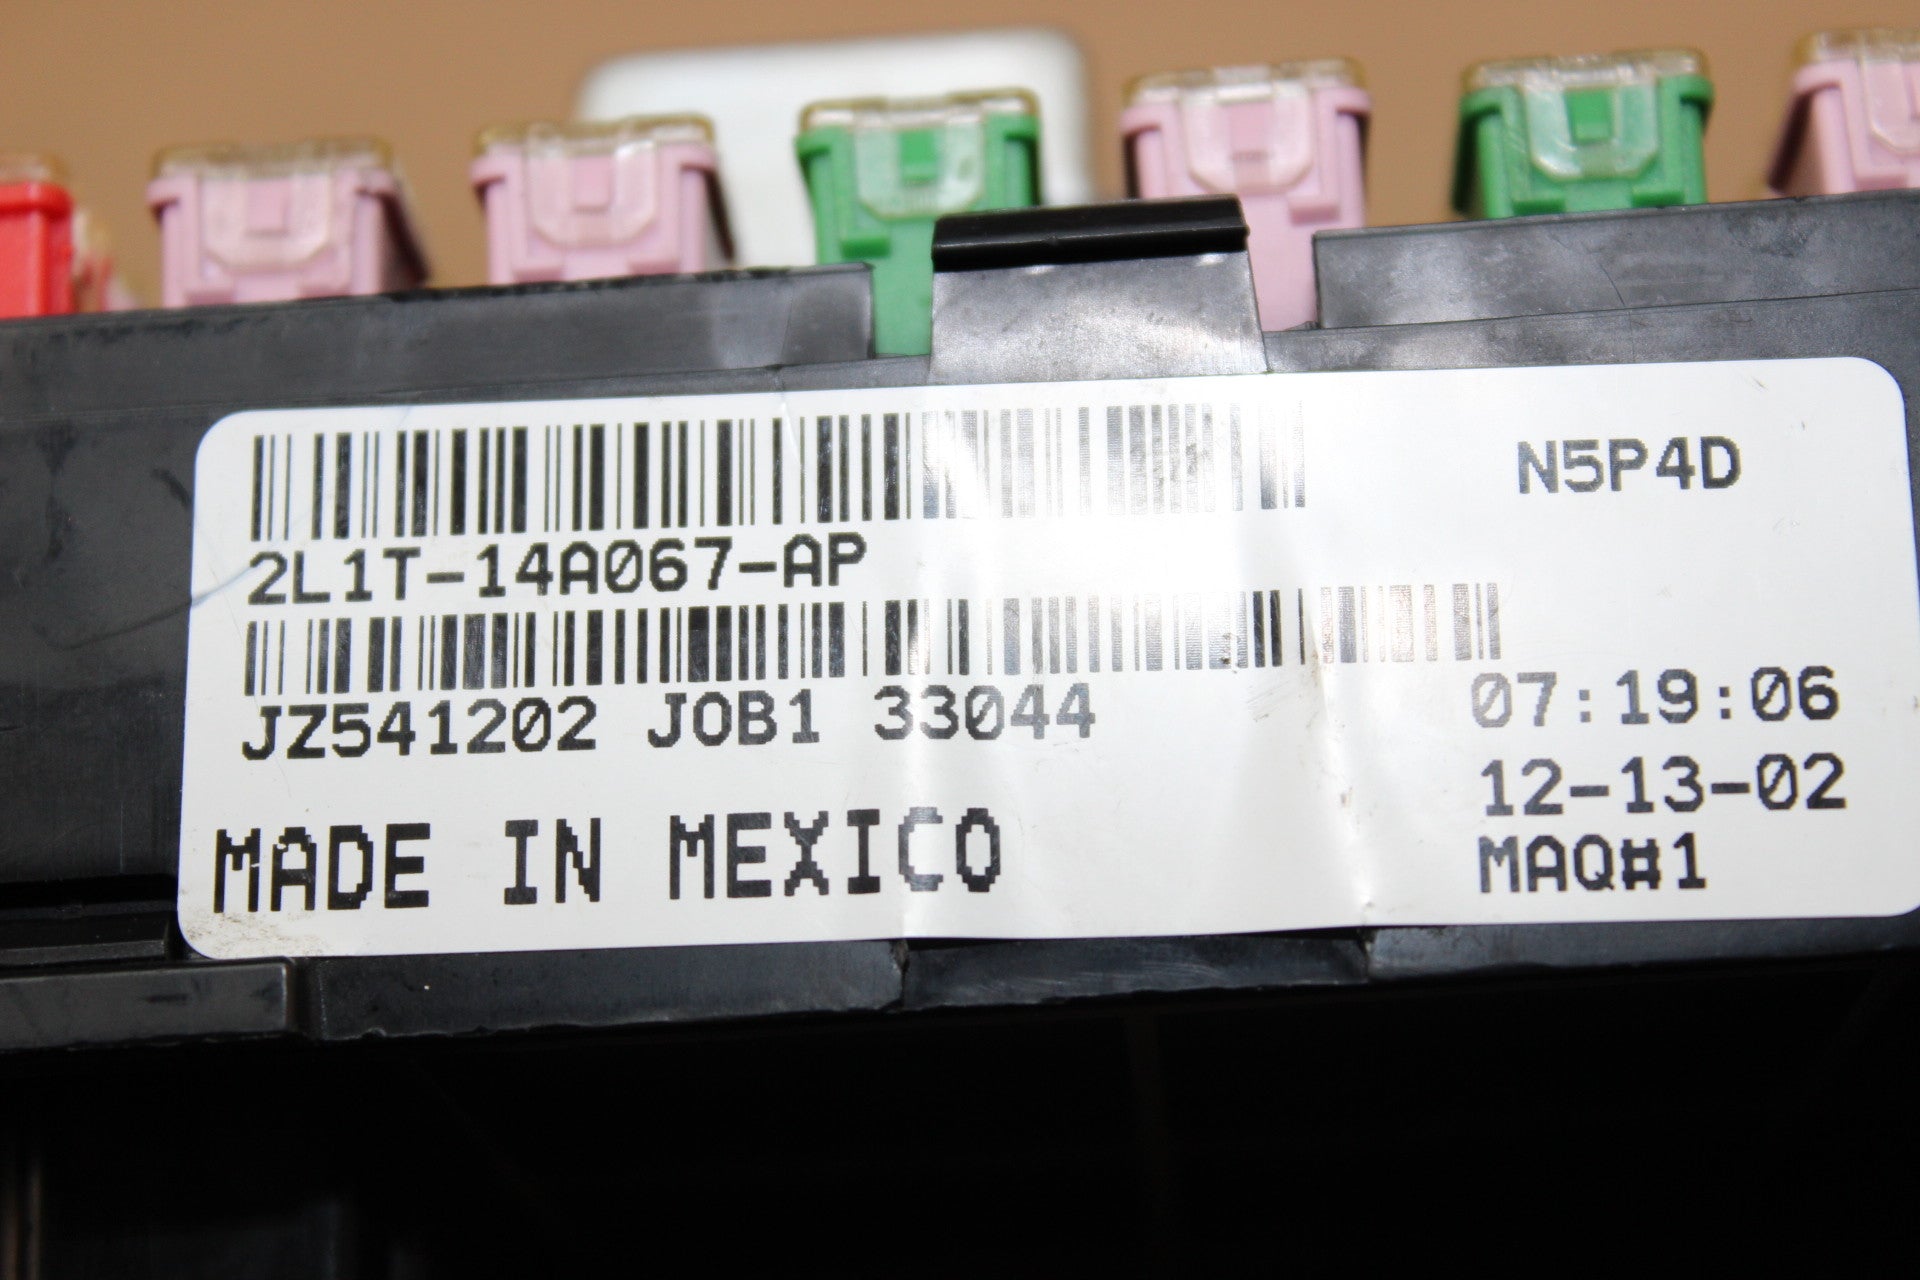 N5P4D
2L1T-14A067-AP
JZ541202 JOB1 33044
07:19:06
12-13-02
MADE IN MEXICO
MAQ#1